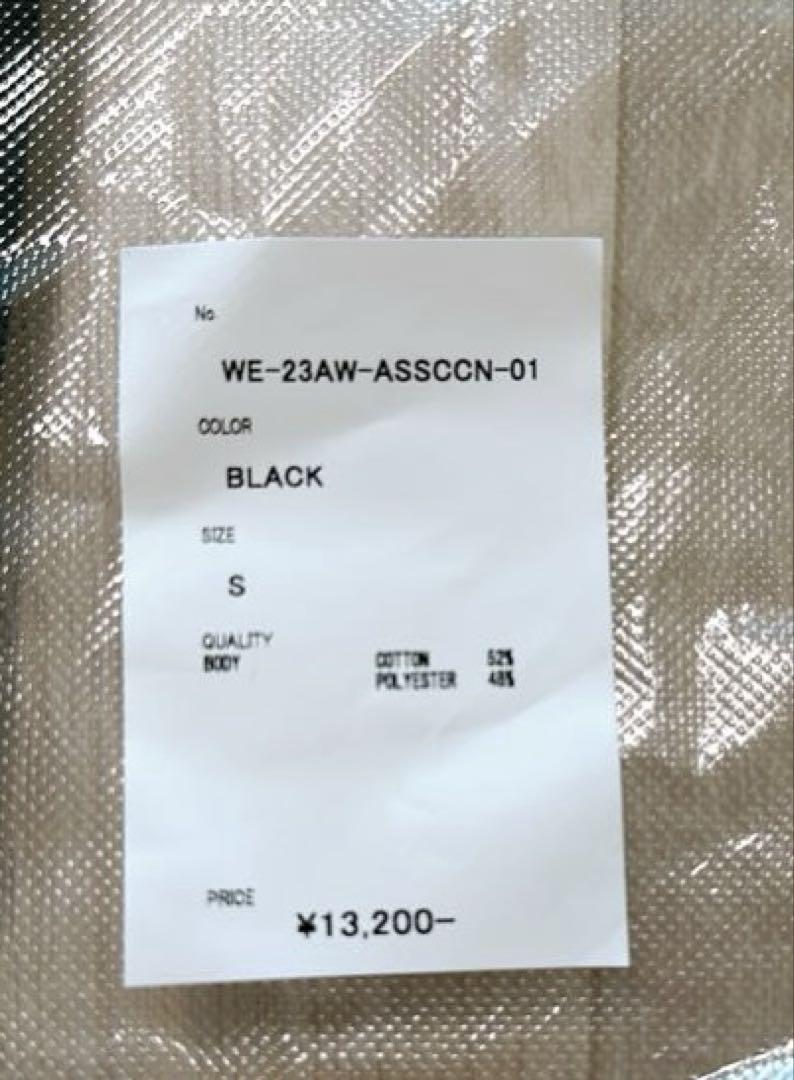 No.
WE-23AW-ASSCCN-01
COLOR
BLACK
SIZE
S
QUALITY
BODY COTTON 52%
POLYESTER 48%
PRICE
¥13,200-